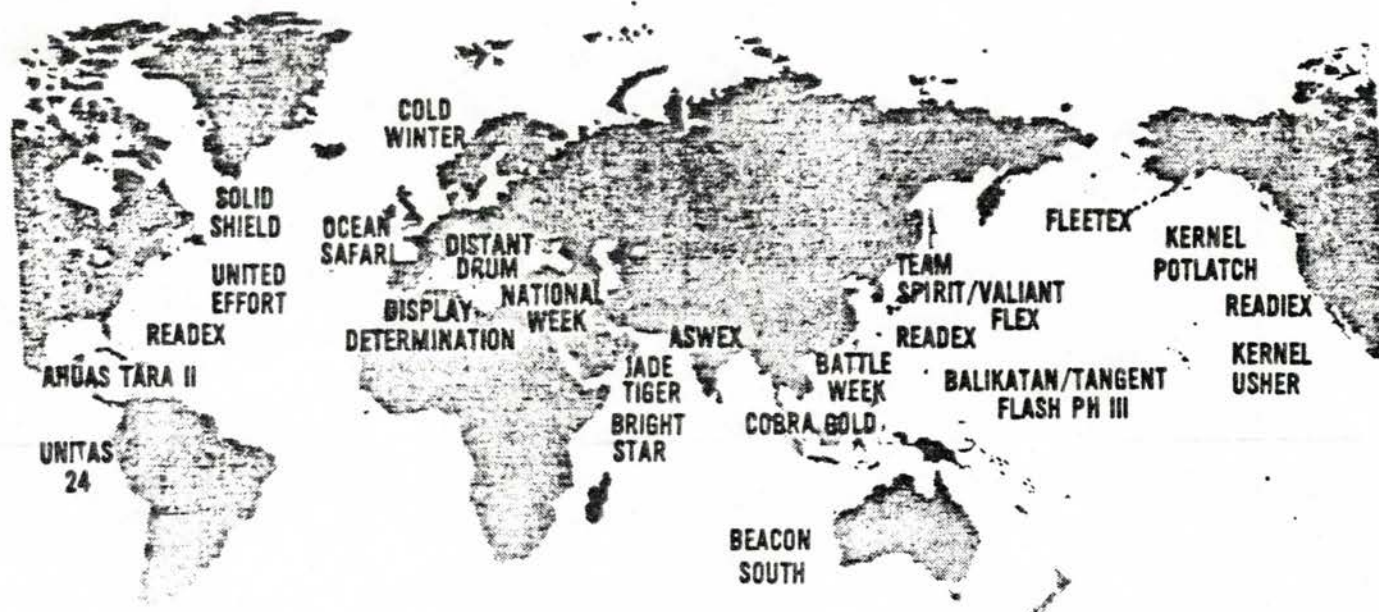 COLD
WINTER
SOLID
SHIELD
UNITED
EFFORT
READEX
AHUAS TARA II
UNITAS
24
OCEAN
SAFARI
DISTANT
DRUM
DISPLAY
DETERMINATION
NATIONAL
WEEK
JADE
TIGER
BRIGHT
STAR
ASWEX
BATTLE
WEEK
COBRA GOLD
BEACON
SOUTH
TEAM
SPIRIT/VALIANT
FLEX
READEX
BALIKATAN/TANGENT
FLASH PH III
FLEETEX
KERNEL
POTLATCH
READIEX
KERNEL
USHER